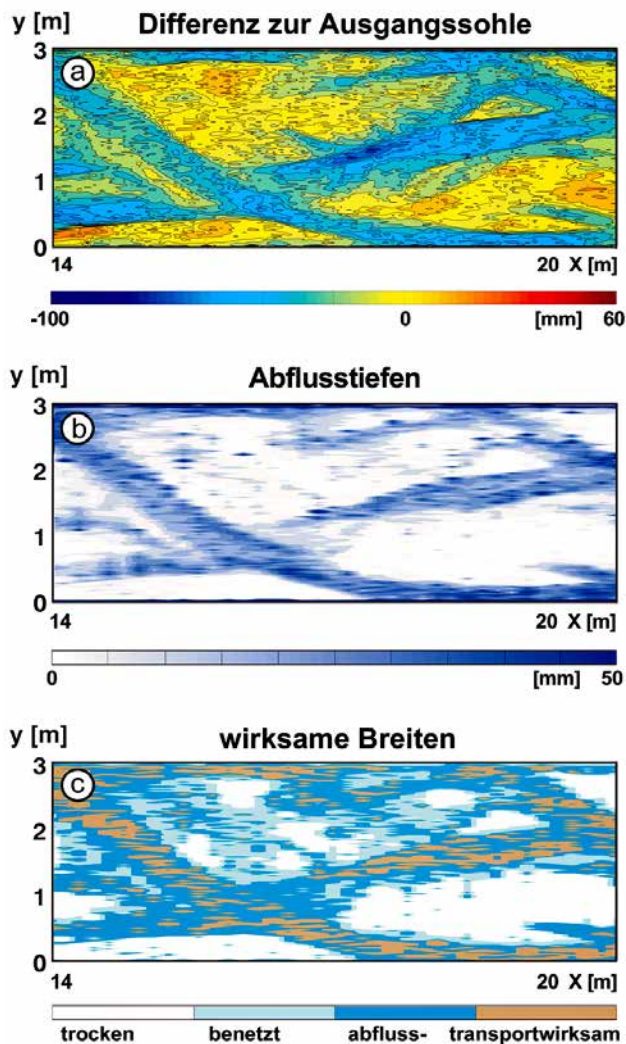 y [m] Differenz zur Ausgangssohle
3
a
2
1
0
14 20 X [m]
-100 0 [mm] 60
y [m] Abflusstiefen
3
b
2
1
0
14 20 X [m]
0 [mm] 50
y [m] wirksame Breiten
3
c
2
1
0
14 20 X [m]
trocken benetzt abfluss- transportwirksam